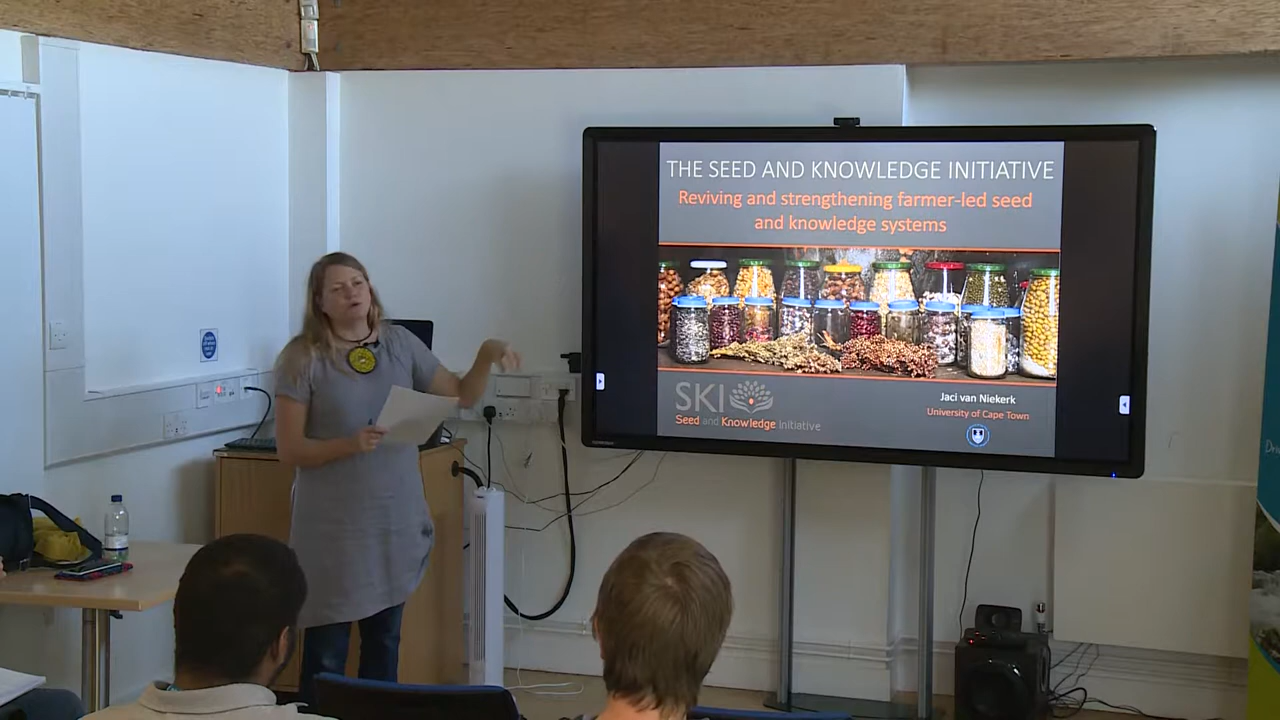 THE SEED AND KNOWLEDGE INITIATIVE
Reviving and strengthening farmer-led seed
and knowledge systems
SKI
Seed and Knowledge Initiative
Jaci van Niekerk
University of Cape Town